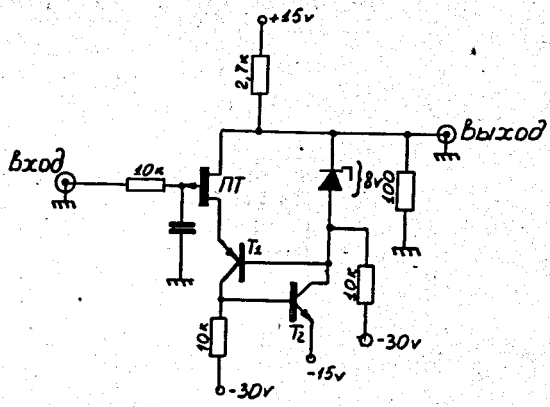 +15v
2,7к
Вход
10к
ПТ
Выход
}8v
100
T₁
10к
T₂
10к
-30v
-15v
-30v